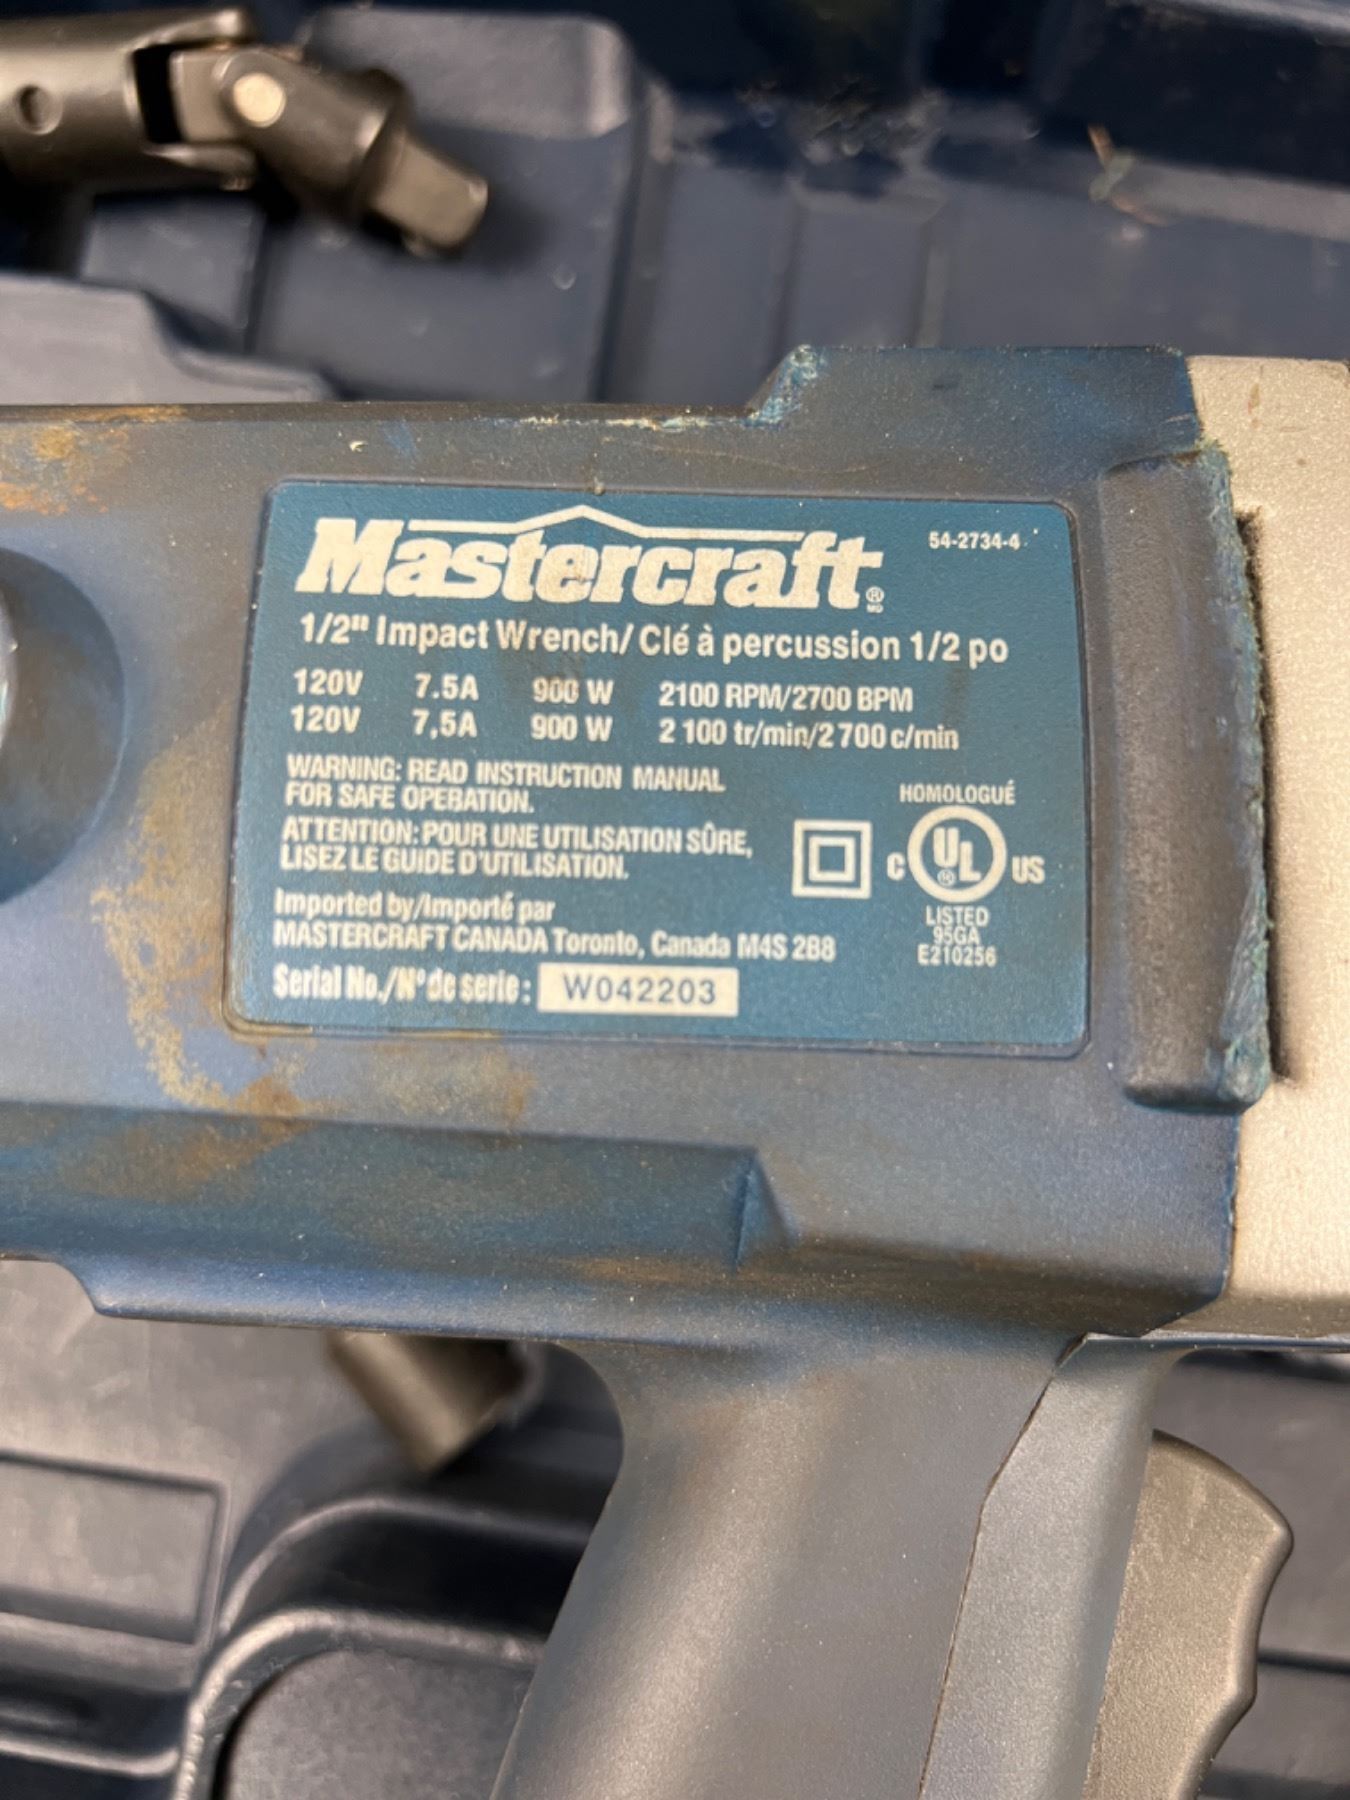 Mastercraft® MD
54-2734-4
1/2" Impact Wrench/ Clé à percussion 1/2 po
120V 7.5A 900 W 2100 RPM/2700 BPM
120V 7,5A 900 W 2 100 tr/min/2 700 c/min
WARNING: READ INSTRUCTION MANUAL
FOR SAFE OPERATION.
ATTENTION: POUR UNE UTILISATION SÛRE,
LISEZ LE GUIDE D'UTILISATION.
HOMOLOGUÉ
C UL® US
LISTED
95GA
E210256
Imported by/Importé par
MASTERCRAFT CANADA Toronto, Canada M4S 2B8
Serial No./N° de serie: W042203